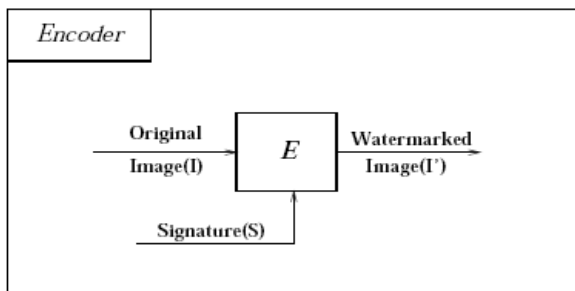 Encoder
Original
Image(I)
E
Watermarked
Image(I’)
Signature(S)